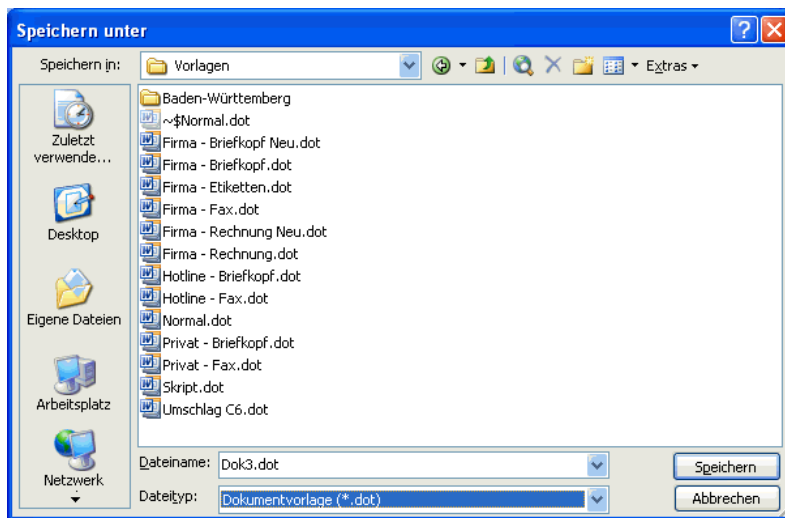 Speichern unter
Speichern in:
Vorlagen
Extras
Zuletzt
verwende...
Desktop
Eigene Dateien
Arbeitsplatz
Netzwerk
Baden-Württemberg
~$Normal.dot
Firma - Briefkopf Neu.dot
Firma - Briefkopf.dot
Firma - Etiketten.dot
Firma - Fax.dot
Firma - Rechnung Neu.dot
Firma - Rechnung.dot
Hotline - Briefkopf.dot
Hotline - Fax.dot
Normal.dot
Privat - Briefkopf.dot
Privat - Fax.dot
Skript.dot
Umschlag C6.dot
Dateiname: Dok3.dot
Speichern
Dateityp: Dokumentvorlage (*.dot)
Abbrechen